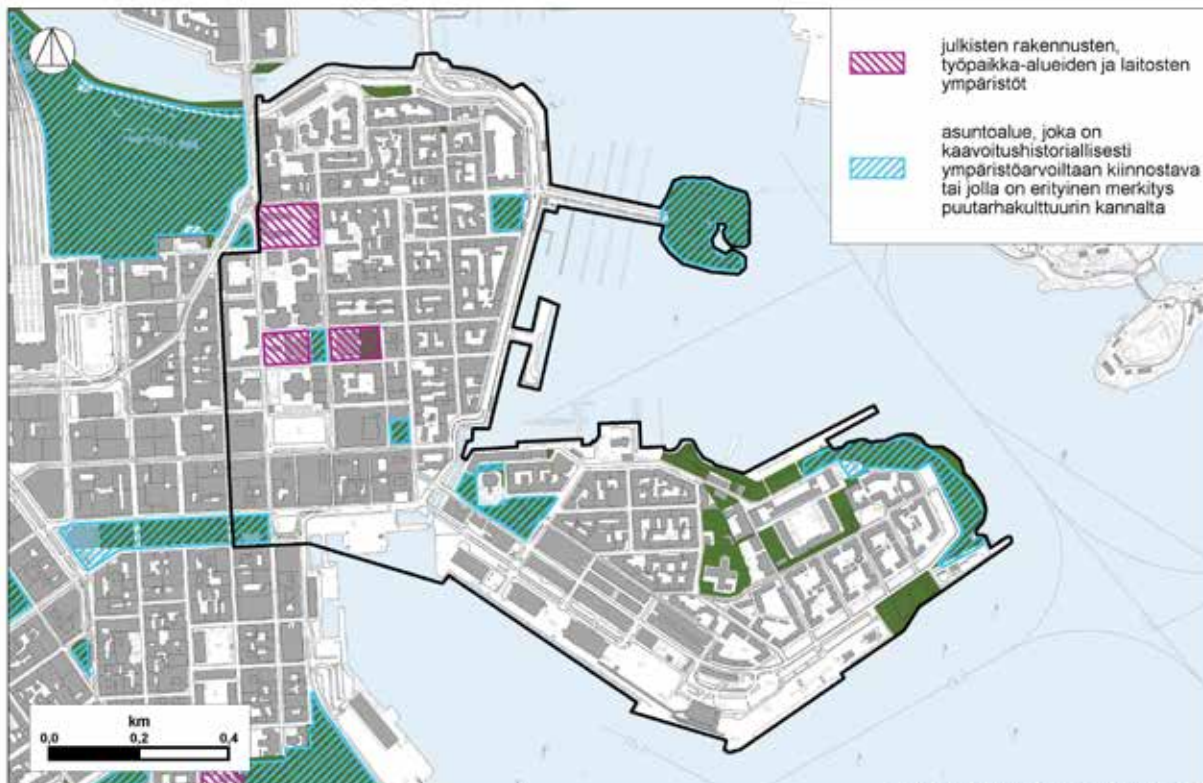 julkisten rakennusten,
työpaikka-alueiden ja laitosten
ympäristöt
asuntoalue, joka on
kaavoitushistoriallisesti
ympäristöarvoiltaan kiinnostava
tai jolla on erityinen merkitys
puutarhakulttuurin kannalta
km
0,0 0,2 0,4